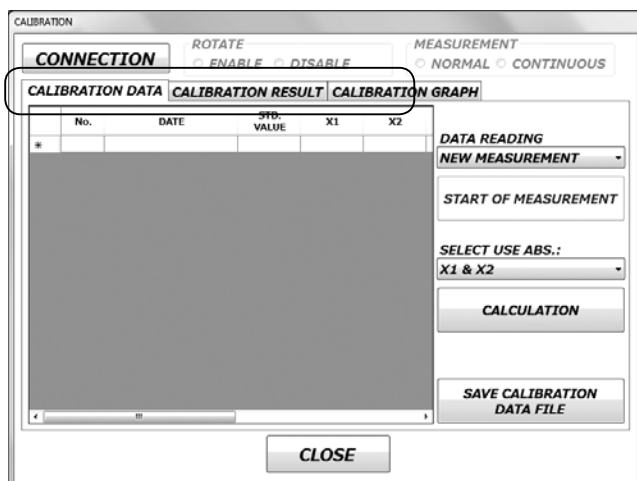 CALIBRATION
CONNECTION
ROTATE
ENABLE DISABLE
MEASUREMENT
NORMAL CONTINUOUS
CALIBRATION DATA CALIBRATION RESULT CALIBRATION GRAPH
No. DATE STD. VALUE X1 X2
*
DATA READING
NEW MEASUREMENT
START OF MEASUREMENT
SELECT USE ABS.:
X1 & X2
CALCULATION
SAVE CALIBRATION
DATA FILE
CLOSE